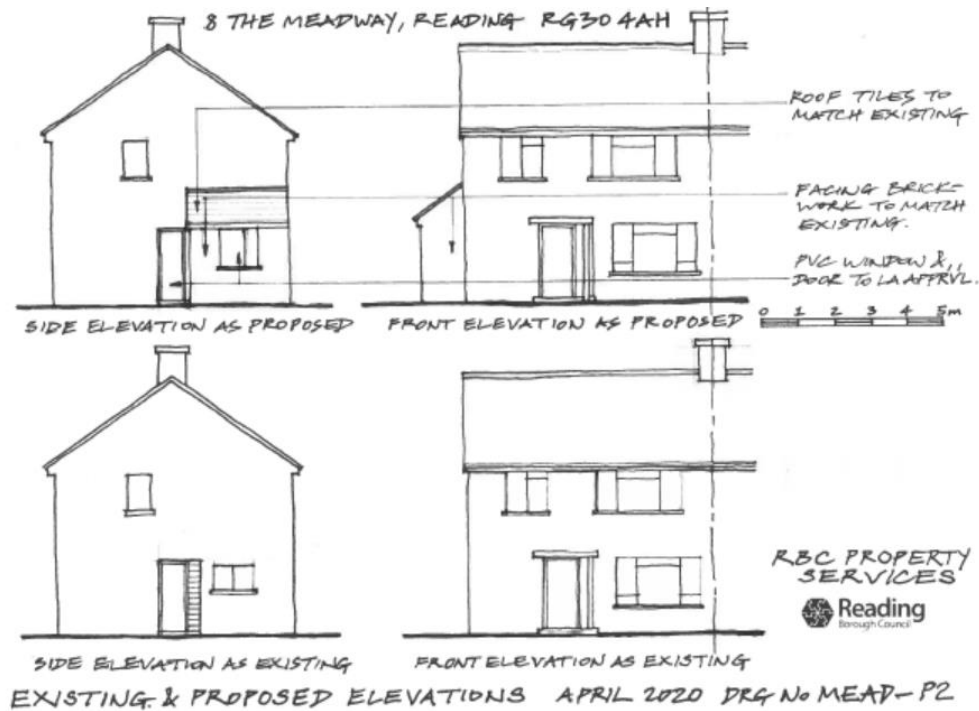 8 THE MEADWAY, READING RG30 4AH
ROOF TILES TO
MATCH EXISTING
FACING BRICK-
WORK TO MATCH
EXISTING.
PVC WINDOW &
DOOR TO LA APPRVL.
SIDE ELEVATION AS PROPOSED
FRONT ELEVATION AS PROPOSED
0 1 2 3 4 5m
RBC PROPERTY
SERVICES
Reading
Borough Council
SIDE ELEVATION AS EXISTING
FRONT ELEVATION AS EXISTING
EXISTING & PROPOSED ELEVATIONS APRIL 2020 DRG No MEAD-P2